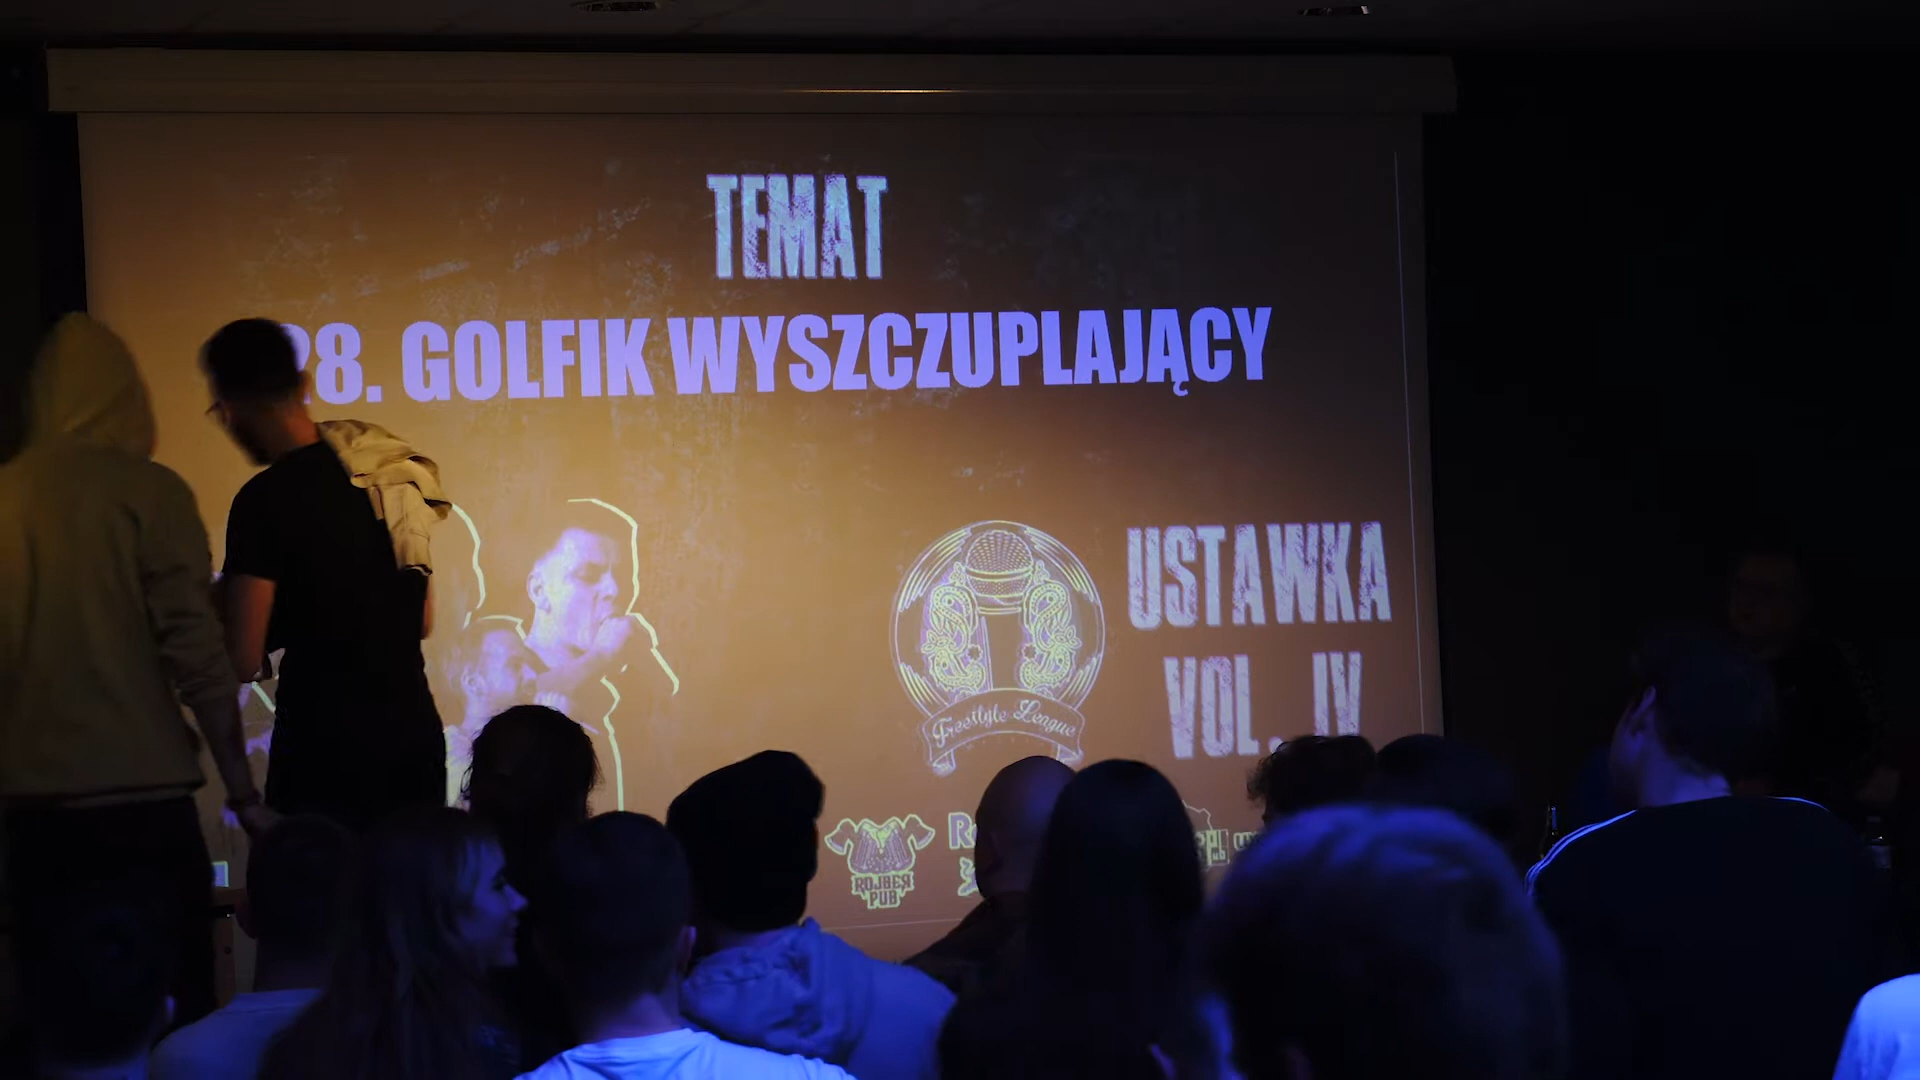 TEMAT
28. GOLFIK WYSZCZUPLAJĄCY
USTAWKA
VOL. IV
Freestyle League
ROJBER
PUB